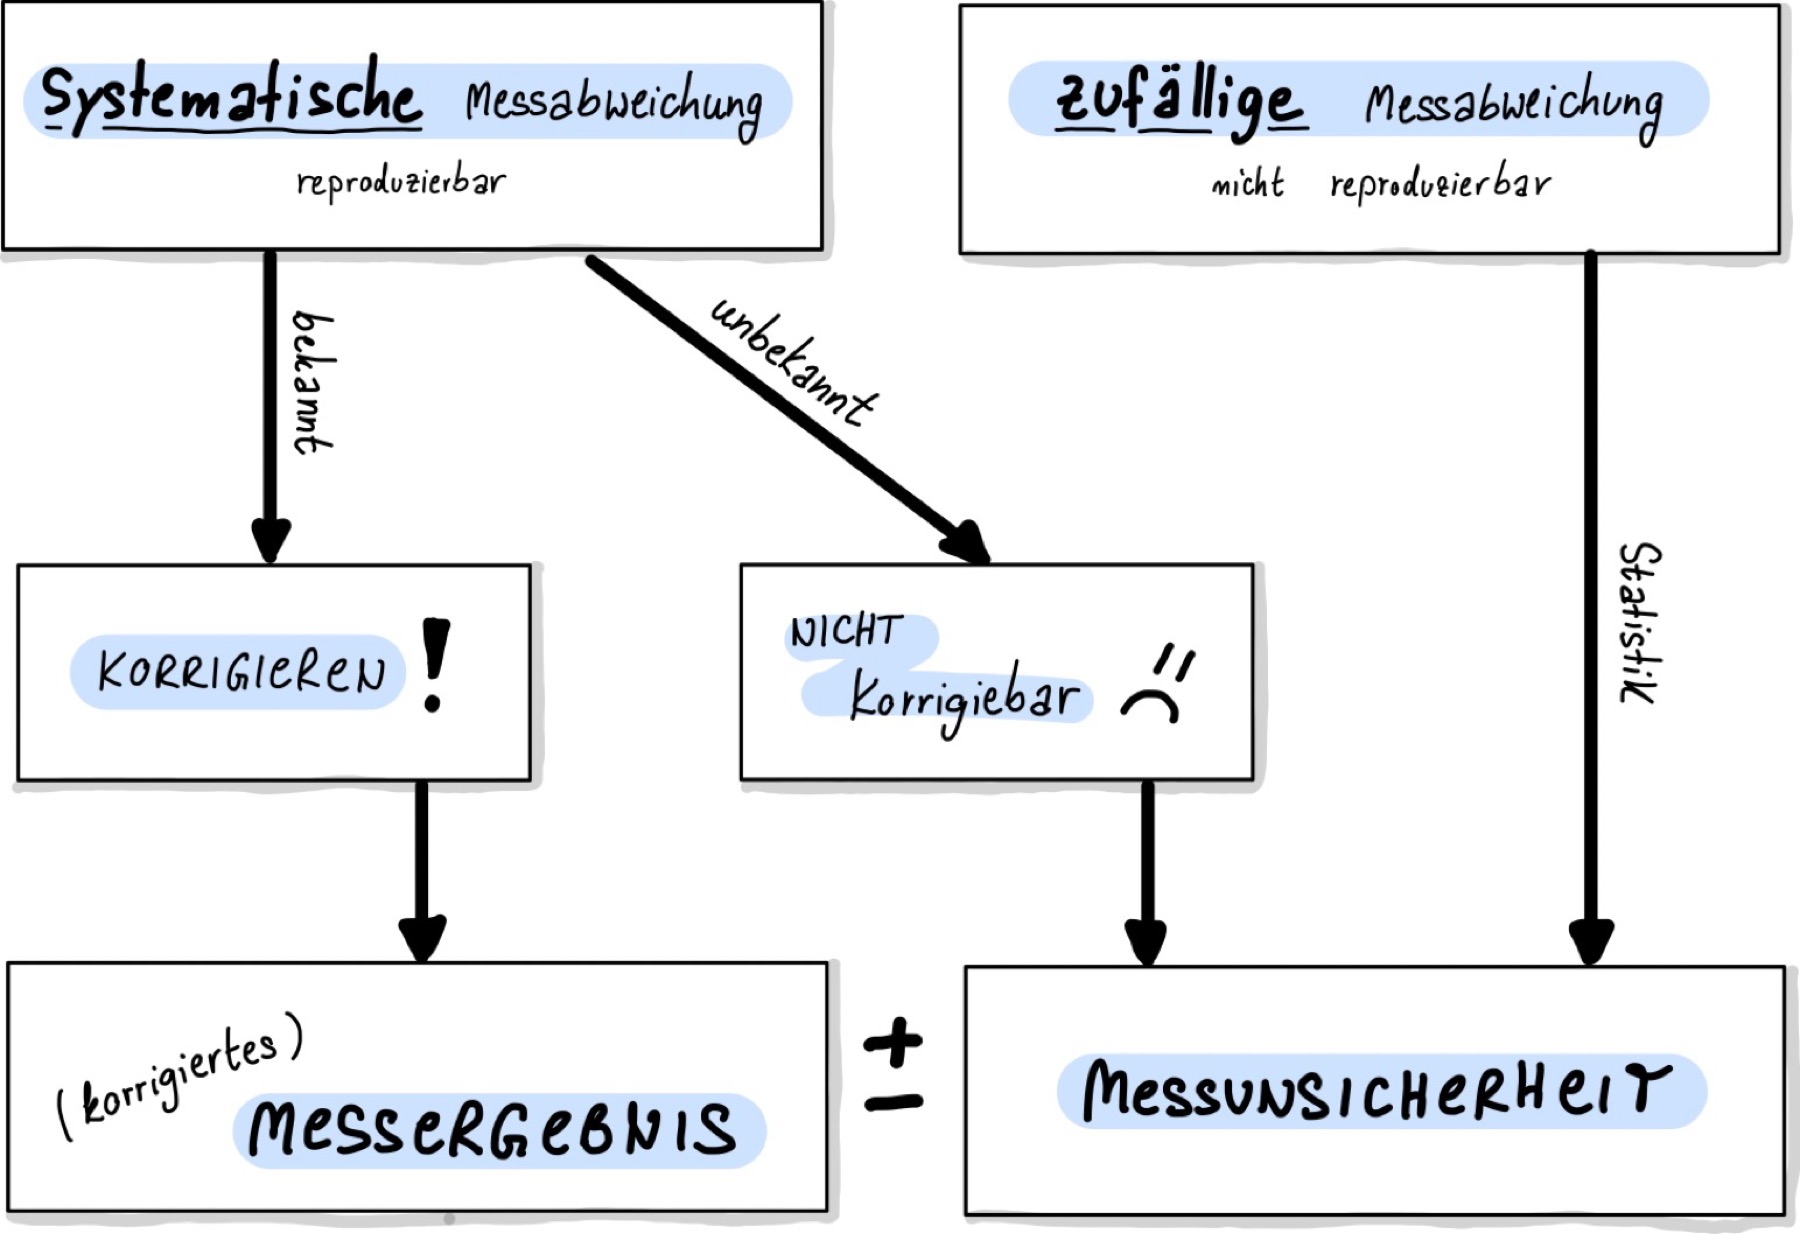 Systematische Messabweichung
reproduzierbar
zufällige Messabweichung
nicht reproduzierbar
bekannt
unbekannt
Statistik
KORRIGIEREN !
NICHT
Korrigiebar
(korrigiertes)
MESSERGEBNIS
±
MESSUNSICHERHEIT